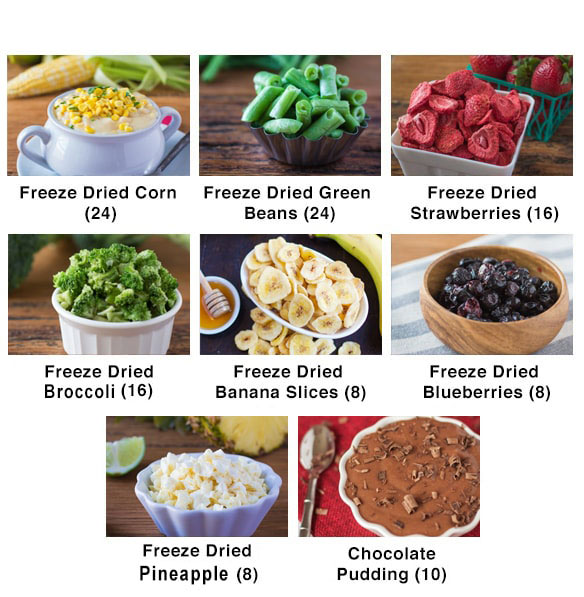 Freeze Dried Corn
(24)
Freeze Dried Green
Beans (24)
Freeze Dried
Strawberries (16)
Freeze Dried
Broccoli (16)
Freeze Dried
Banana Slices (8)
Freeze Dried
Blueberries (8)
Freeze Dried
Pineapple (8)
Chocolate
Pudding (10)